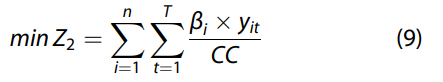 min Z₂ = ∑ᵢ₌₁ⁿ ∑ₜ₌₁ᵀ (βᵢ × yᵢₜ) / CC (9)